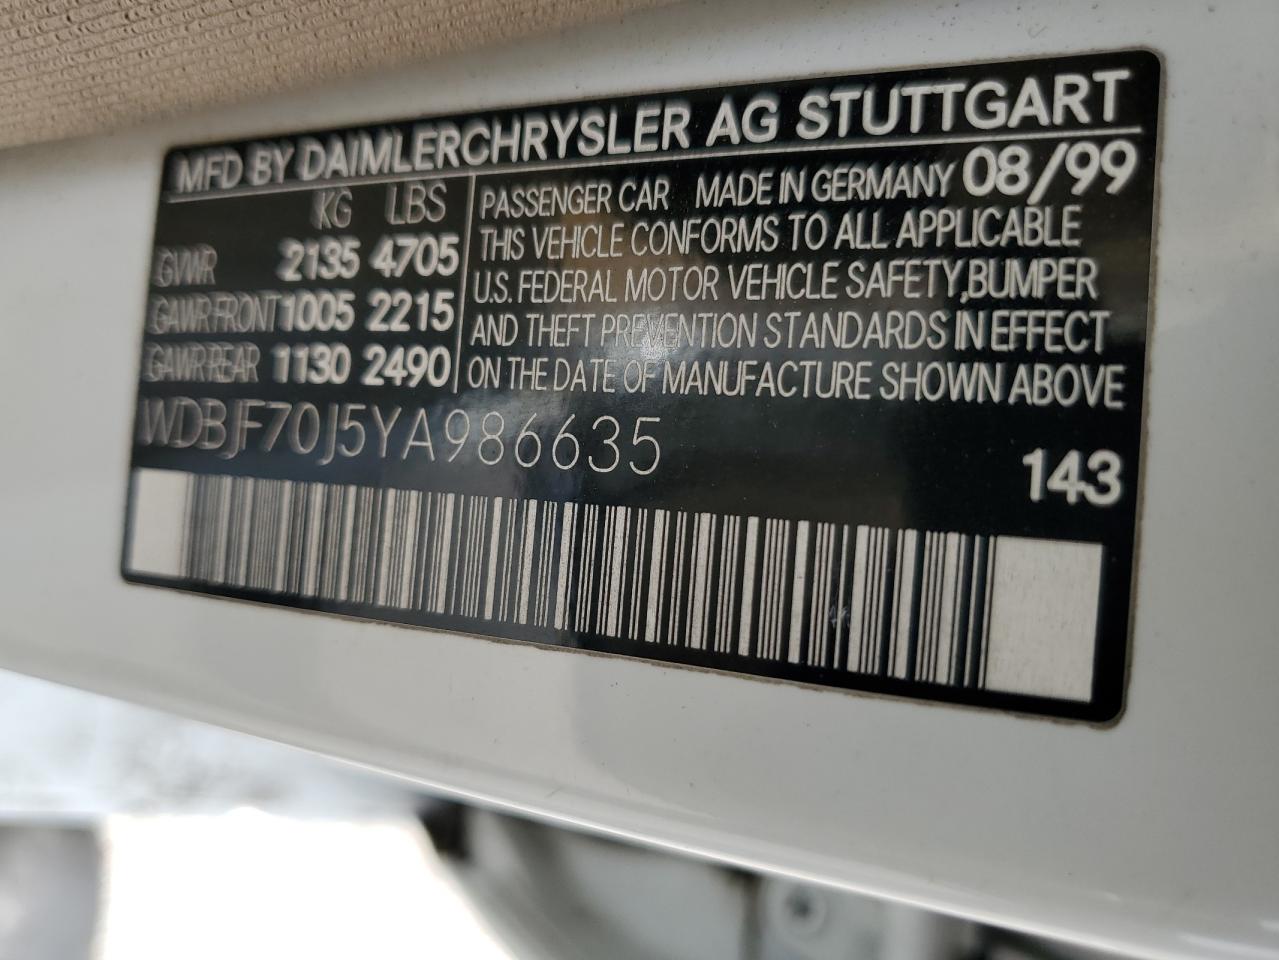 MFD BY DAIMLERCHRYSLER AG STUTTGART
KG LBS
GVWR 2135 4705
GAWR FRONT 1005 2215
GAWR REAR 1130 2490
PASSENGER CAR MADE IN GERMANY 08/99
THIS VEHICLE CONFORMS TO ALL APPLICABLE
U.S. FEDERAL MOTOR VEHICLE SAFETY, BUMPER
AND THEFT PREVENTION STANDARDS IN EFFECT
ON THE DATE OF MANUFACTURE SHOWN ABOVE
WDBJF70J5YA986635
143